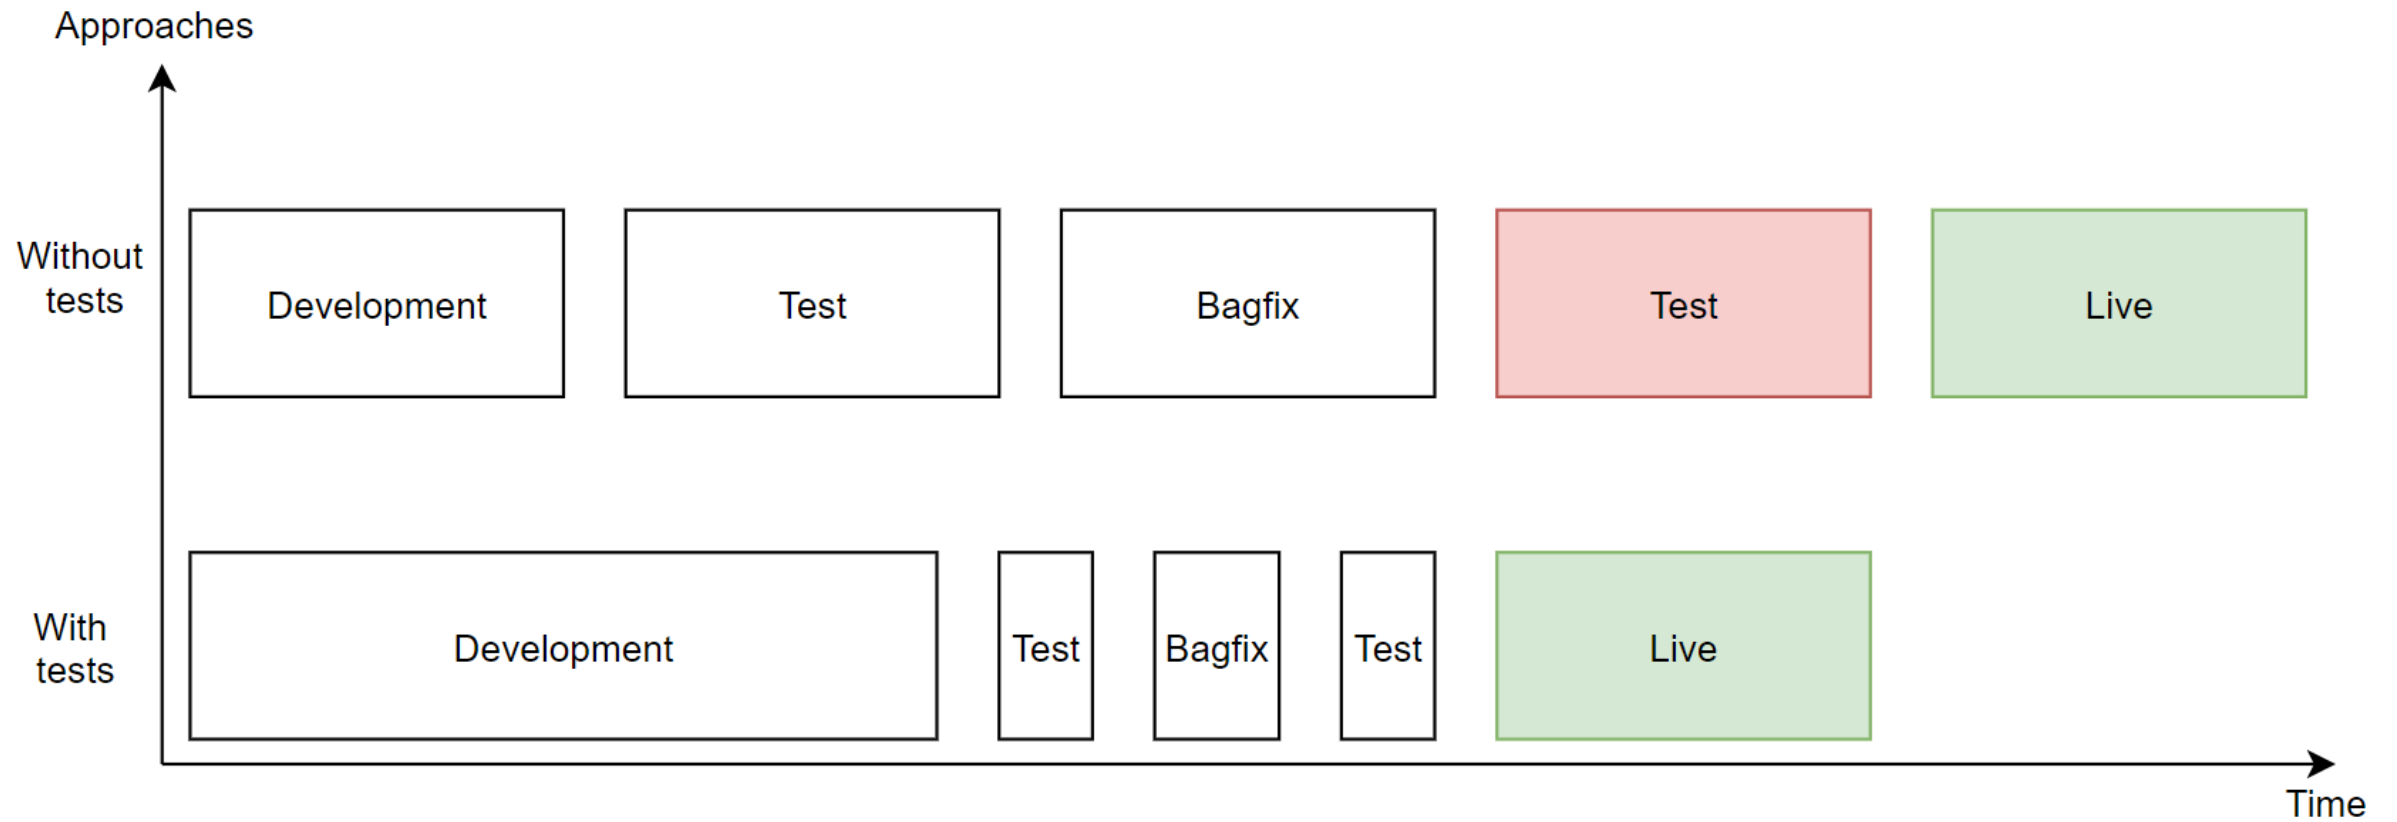 Approaches
Without
tests
Development
Test
Bagfix
Test
Live
With
tests
Development
Test
Bagfix
Test
Live
Time